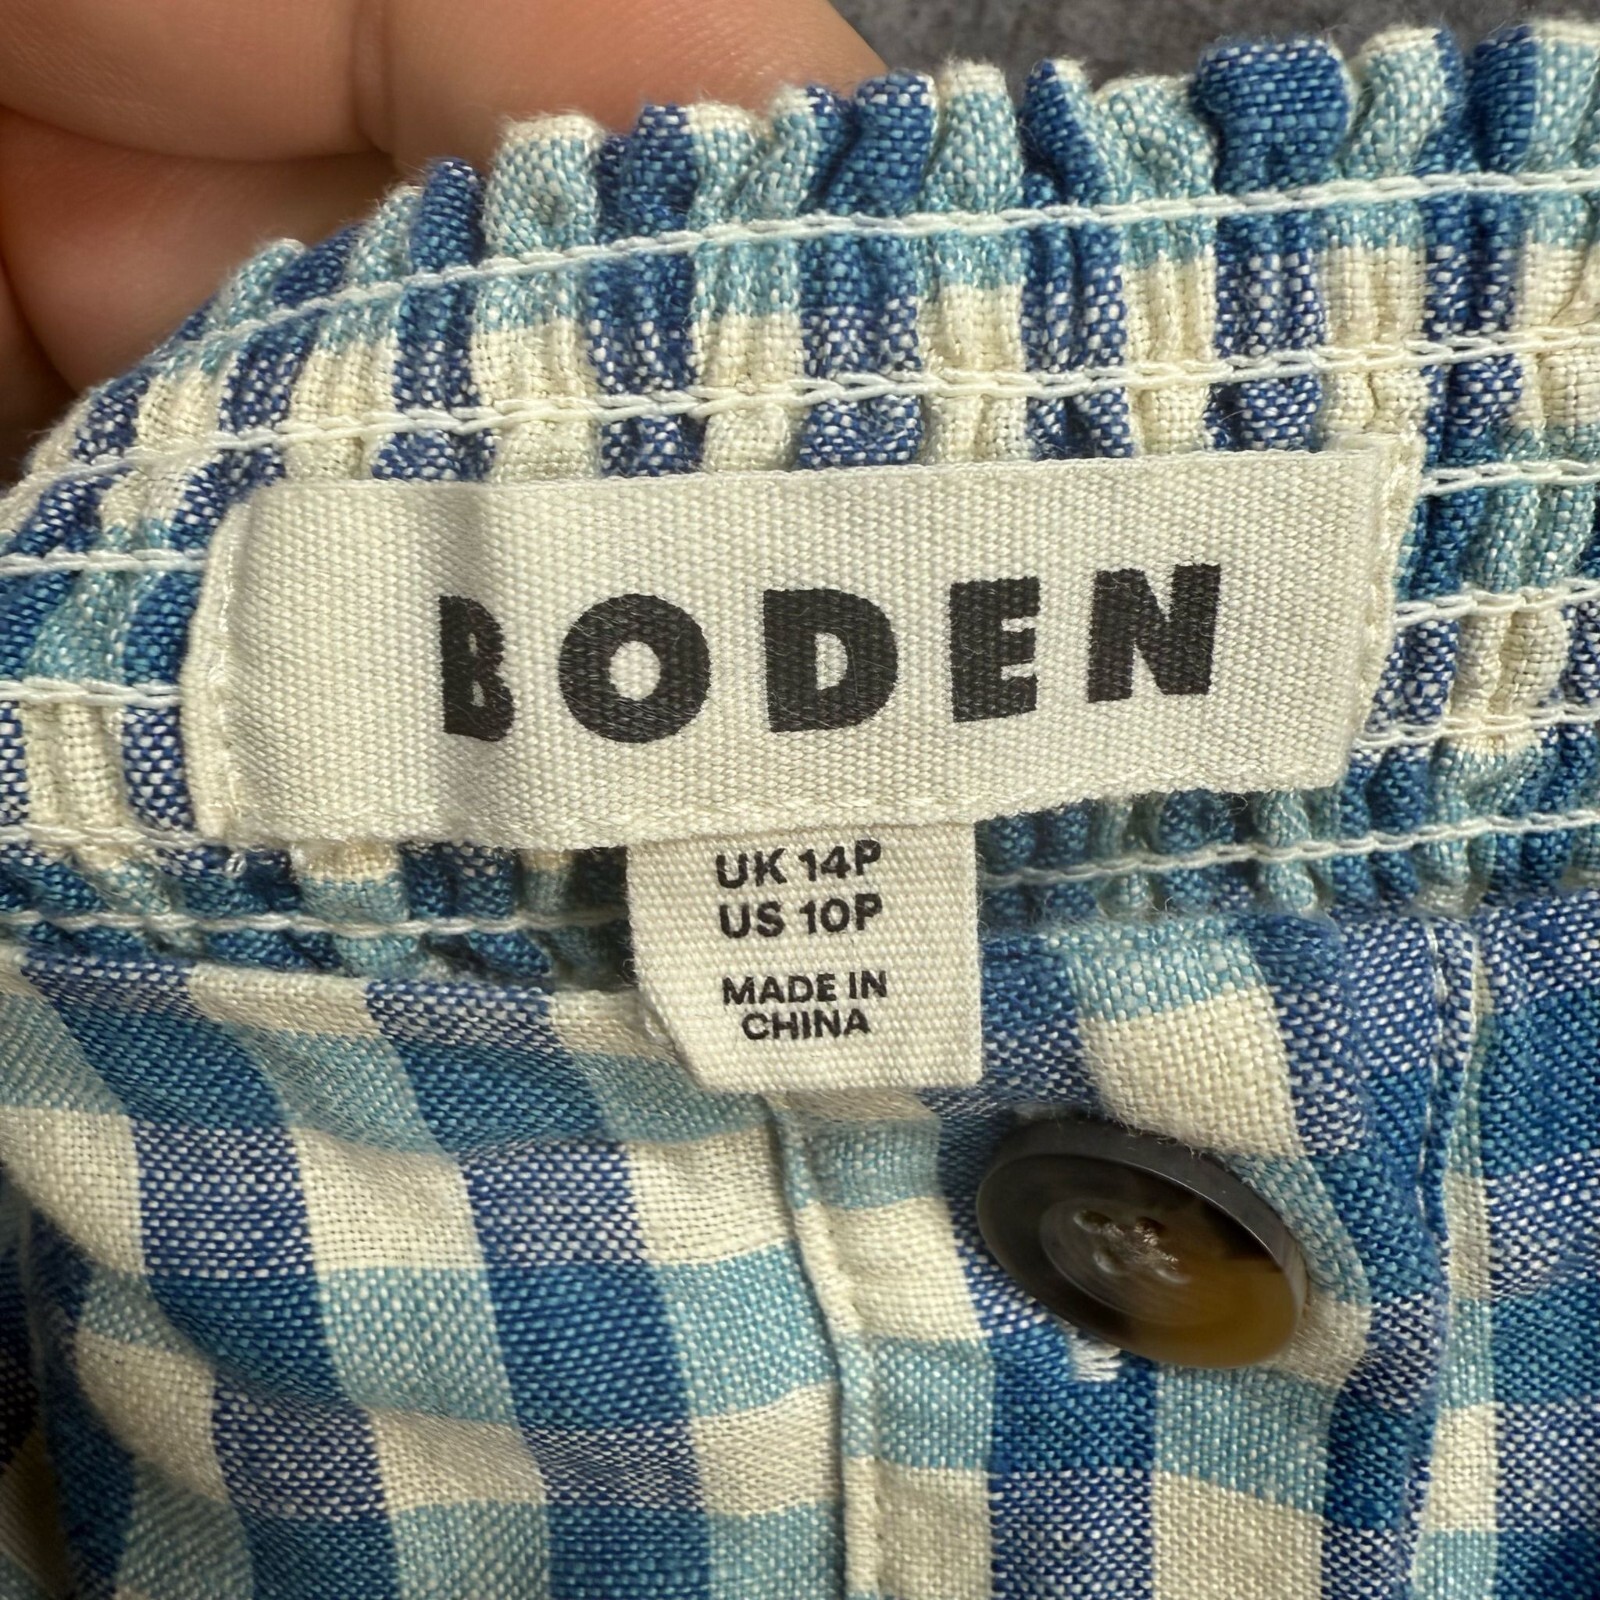 BODEN
UK 14P
US 10P
MADE IN
CHINA